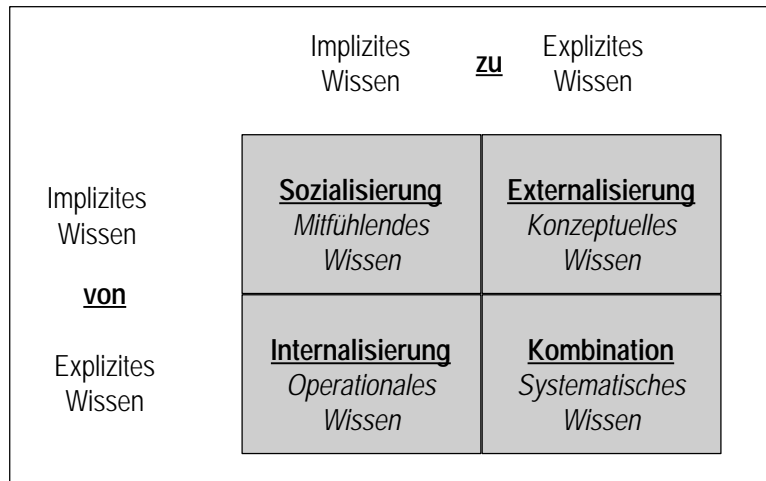 Implizites
Wissen
zu
Explizites
Wissen
Implizites
Wissen
von
Explizites
Wissen
Sozialisierung
Mitfühlendes
Wissen
Externalisierung
Konzeptuelles
Wissen
Internalisierung
Operationales
Wissen
Kombination
Systematisches
Wissen